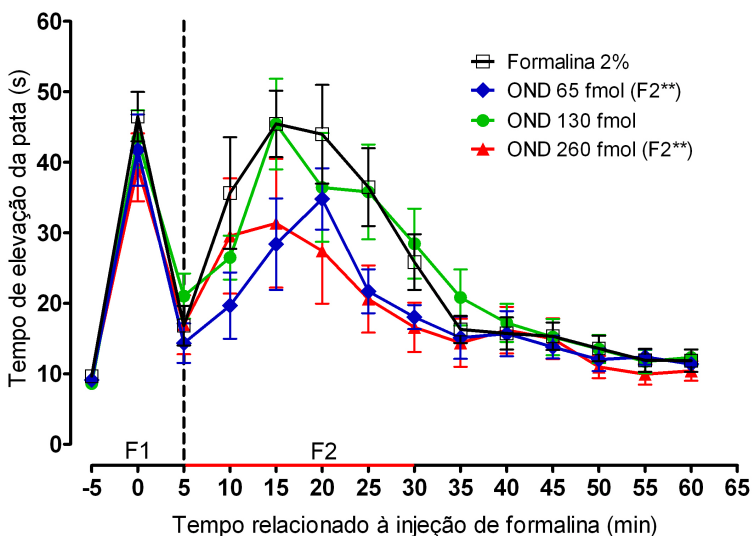 60
50
40
30
20
10
0
Tempo de elevação da pata (s)
Formalina 2%
OND 65 fmol (F2**)
OND 130 fmol
OND 260 fmol (F2**)
F1 F2
-5 0 5 10 15 20 25 30 35 40 45 50 55 60 65
Tempo relacionado à injeção de formalina (min)